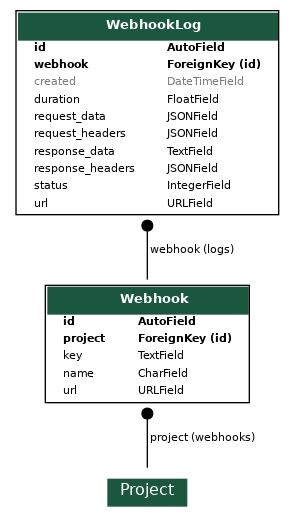 WebhookLog
id AutoField
webhook ForeignKey (id)
created DateTimeField
duration FloatField
request_data JSONField
request_headers JSONField
response_data TextField
response_headers JSONField
status IntegerField
url URLField
webhook (logs)
Webhook
id AutoField
project ForeignKey (id)
key TextField
name CharField
url URLField
project (webhooks)
Project